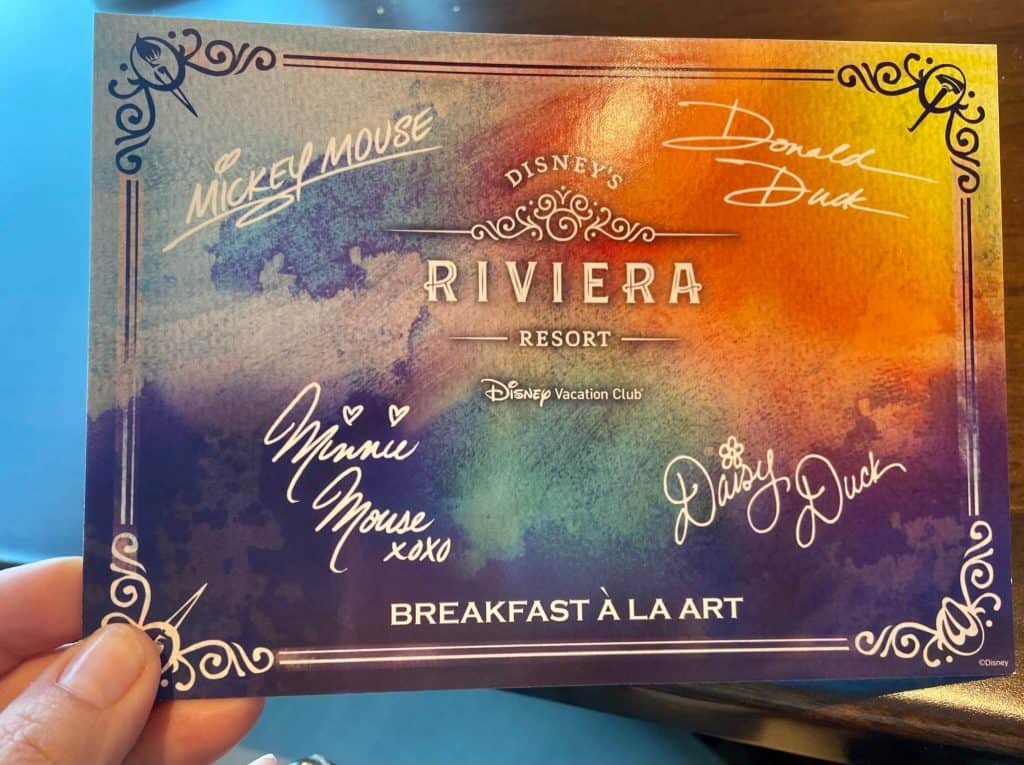 MICKEY MOUSE
Donald
Duck
DISNEY'S
RIVIERA
RESORT
Disney Vacation Club
Minnie
Mouse
xoxo
Daisy Duck
BREAKFAST À LA ART
©Disney